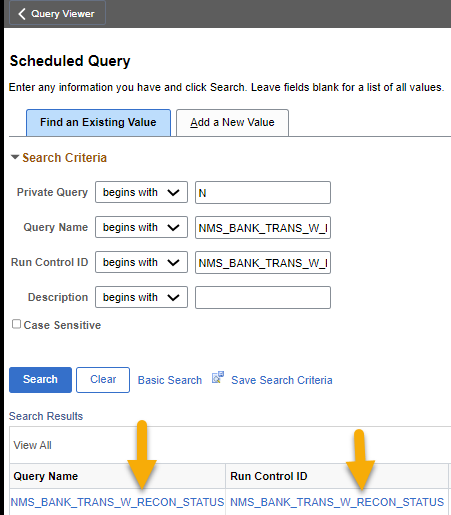 Query Viewer
Scheduled Query
Enter any information you have and click Search. Leave fields blank for a list of all values.
Find an Existing Value Add a New Value
Search Criteria
Private Query begins with N
Query Name begins with NMS_BANK_TRANS_W_I
Run Control ID begins with NMS_BANK_TRANS_W_I
Description begins with
Case Sensitive
Search Clear Basic Search Save Search Criteria
Search Results
View All
Query Name Run Control ID
NMS_BANK_TRANS_W_RECON_STATUS NMS_BANK_TRANS_W_RECON_STATUS